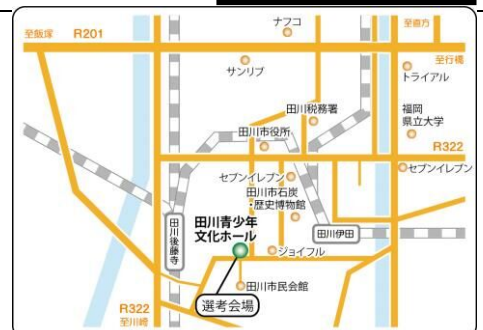 ナフコ
至直方
至飯塚
R201
至行橋
サンリブ
トライアル
田川税務署
福岡
県立大学
田川市役所
R322
セブンイレブン
セブンイレブン
田川市石炭
・歴史博物館
田川後藤寺
田川青少年
文化ホール
田川伊田
ジョイフル
田川市民会館
選考会場
R322
至川崎